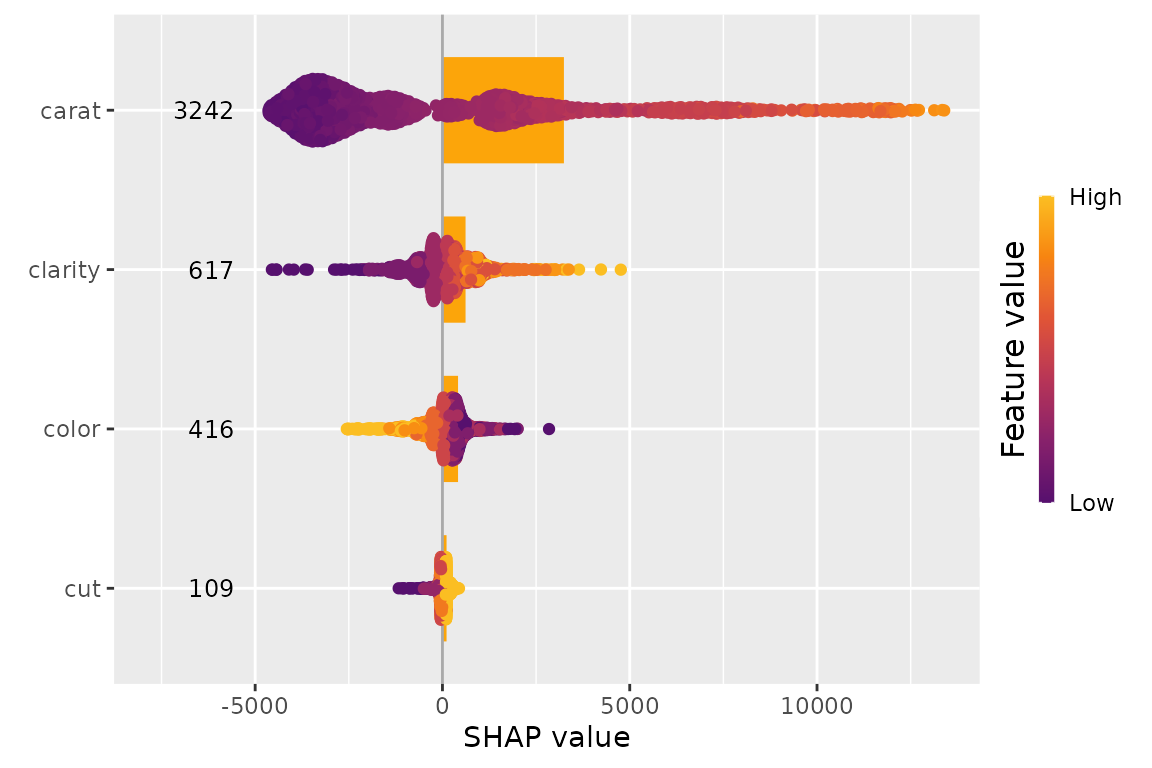 carat 3242
clarity 617
color 416
cut 109
-5000 0 5000 10000
SHAP value
Feature value
High
Low